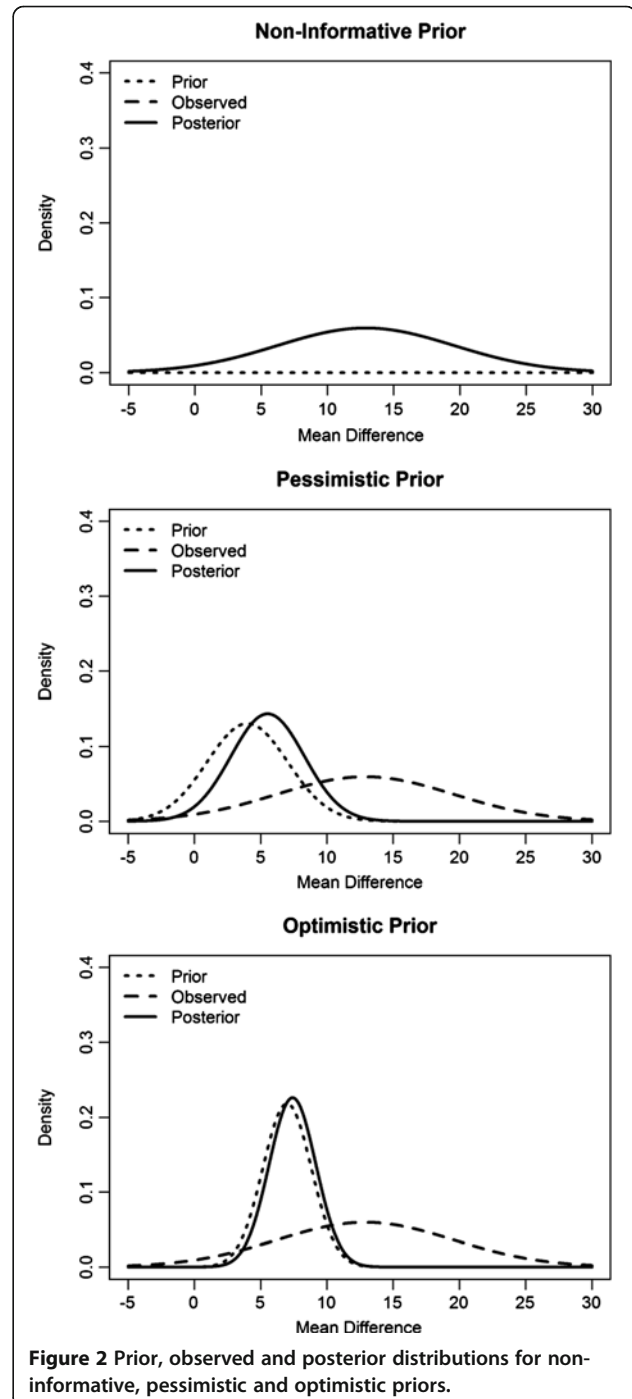 Non-Informative Prior
Prior
Observed
Posterior
Density
0.0 0.1 0.2 0.3 0.4
-5 0 5 10 15 20 25 30
Mean Difference
Pessimistic Prior
Prior
Observed
Posterior
Density
0.0 0.1 0.2 0.3 0.4
-5 0 5 10 15 20 25 30
Mean Difference
Optimistic Prior
Prior
Observed
Posterior
Density
0.0 0.1 0.2 0.3 0.4
-5 0 5 10 15 20 25 30
Mean Difference
Figure 2 Prior, observed and posterior distributions for non-
informative, pessimistic and optimistic priors.